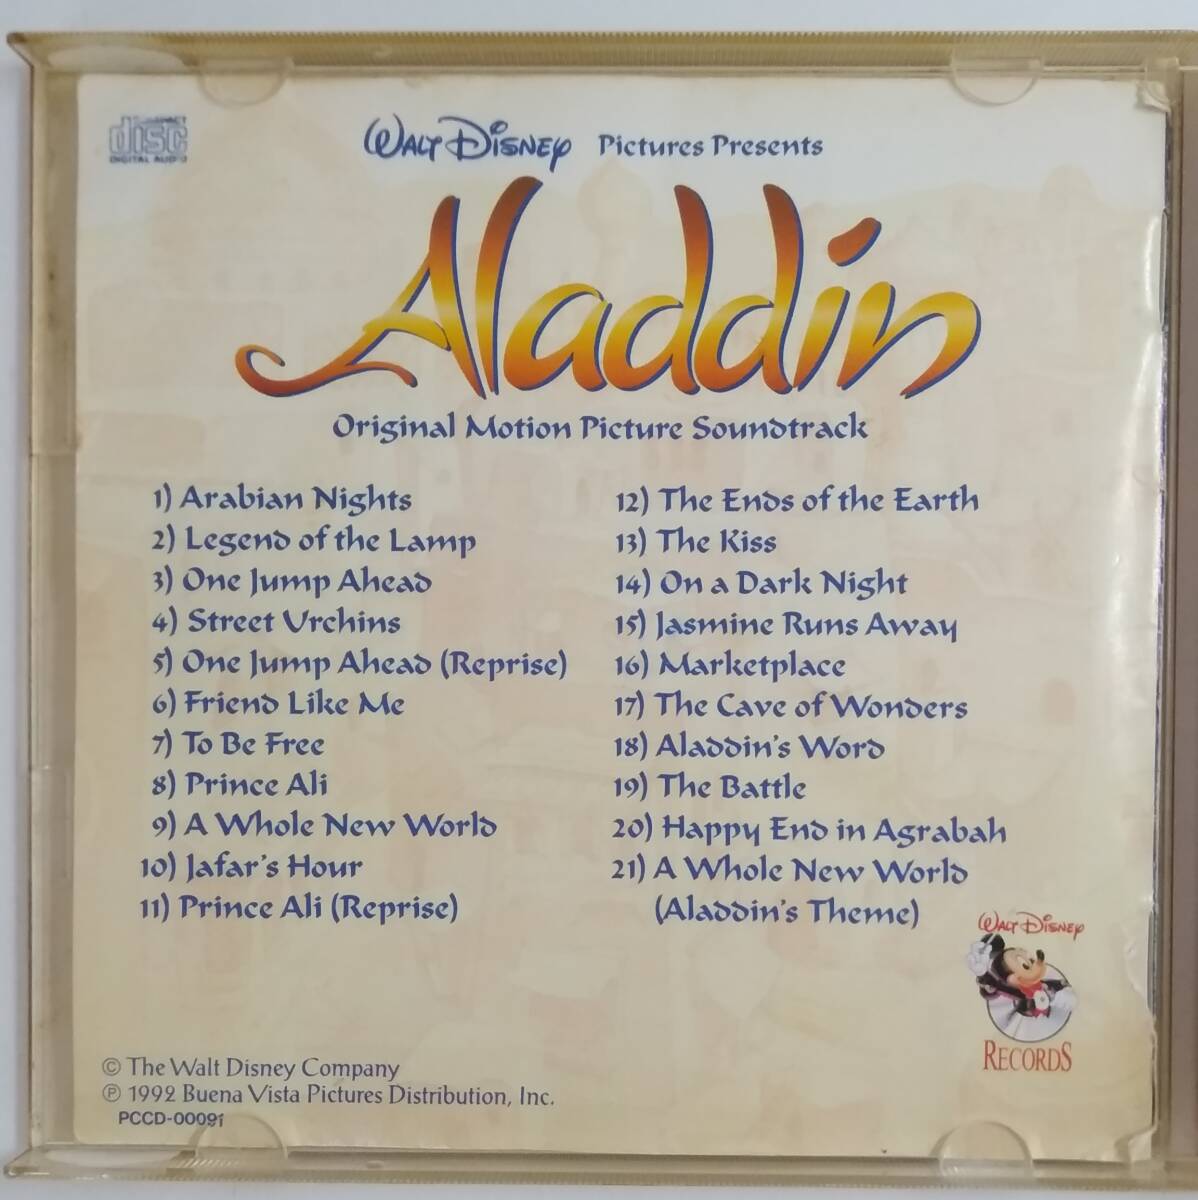 COMPACT
disc
DIGITAL AUDIO
Walt Disney Pictures Presents
Aladdin
Original Motion Picture Soundtrack
1) Arabian Nights
2) Legend of the Lamp
3) One Jump Ahead
4) Street Urchins
5) One Jump Ahead (Reprise)
6) Friend Like Me
7) To Be Free
8) Prince Ali
9) A Whole New World
10) Jafar's Hour
11) Prince Ali (Reprise)
12) The Ends of the Earth
13) The Kiss
14) On a Dark Night
15) Jasmine Runs Away
16) Marketplace
17) The Cave of Wonders
18) Aladdin's Word
19) The Battle
20) Happy End in Agrabah
21) A Whole New World
(Aladdin's Theme)
Walt Disney
RECORDS
© The Walt Disney Company
℗ 1992 Buena Vista Pictures Distribution, Inc.
PCCD-00091